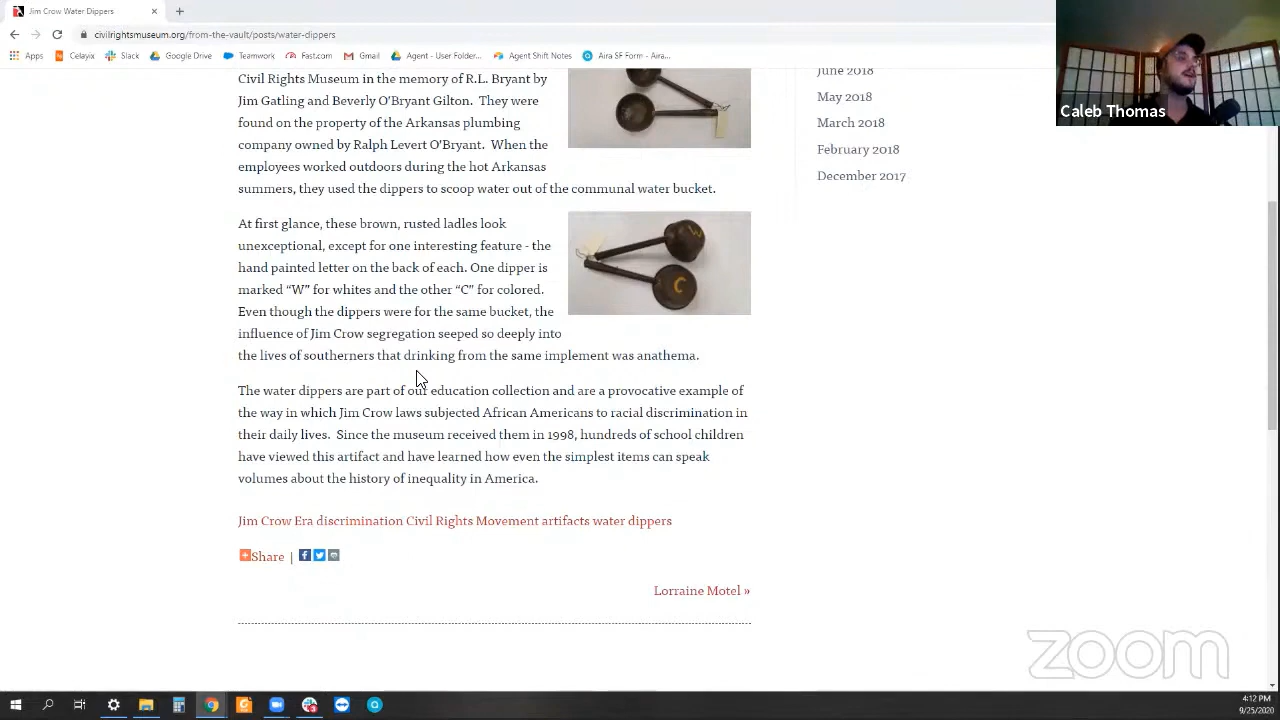 Jim Crow Water Dippers
civilrightsmuseum.org/from-the-vault/posts/water-dippers
Apps Celayix Slack Google Drive Teamwork Fast.com Gmail Agent - User Folder... Agent Shift Notes Aira SF Form - Aira...
Caleb Thomas
Civil Rights Museum in the memory of R.L. Bryant by
Jim Gatling and Beverly O'Bryant Gilton. They were
found on the property of the Arkansas plumbing
company owned by Ralph Levert O'Bryant. When the
employees worked outdoors during the hot Arkansas
summers, they used the dippers to scoop water out of the communal water bucket.
At first glance, these brown, rusted ladles look
unexceptional, except for one interesting feature - the
hand painted letter on the back of each. One dipper is
marked “W” for whites and the other “C” for colored.
Even though the dippers were for the same bucket, the
influence of Jim Crow segregation seeped so deeply into
the lives of southerners that drinking from the same implement was anathema.
W
C
The water dippers are part of our education collection and are a provocative example of
the way in which Jim Crow laws subjected African Americans to racial discrimination in
their daily lives. Since the museum received them in 1998, hundreds of school children
have viewed this artifact and have learned how even the simplest items can speak
volumes about the history of inequality in America.
Jim Crow Era discrimination Civil Rights Movement artifacts water dippers
Share |
Lorraine Motel »
June 2018
May 2018
March 2018
February 2018
December 2017
zoom
4:12 PM
9/25/2020